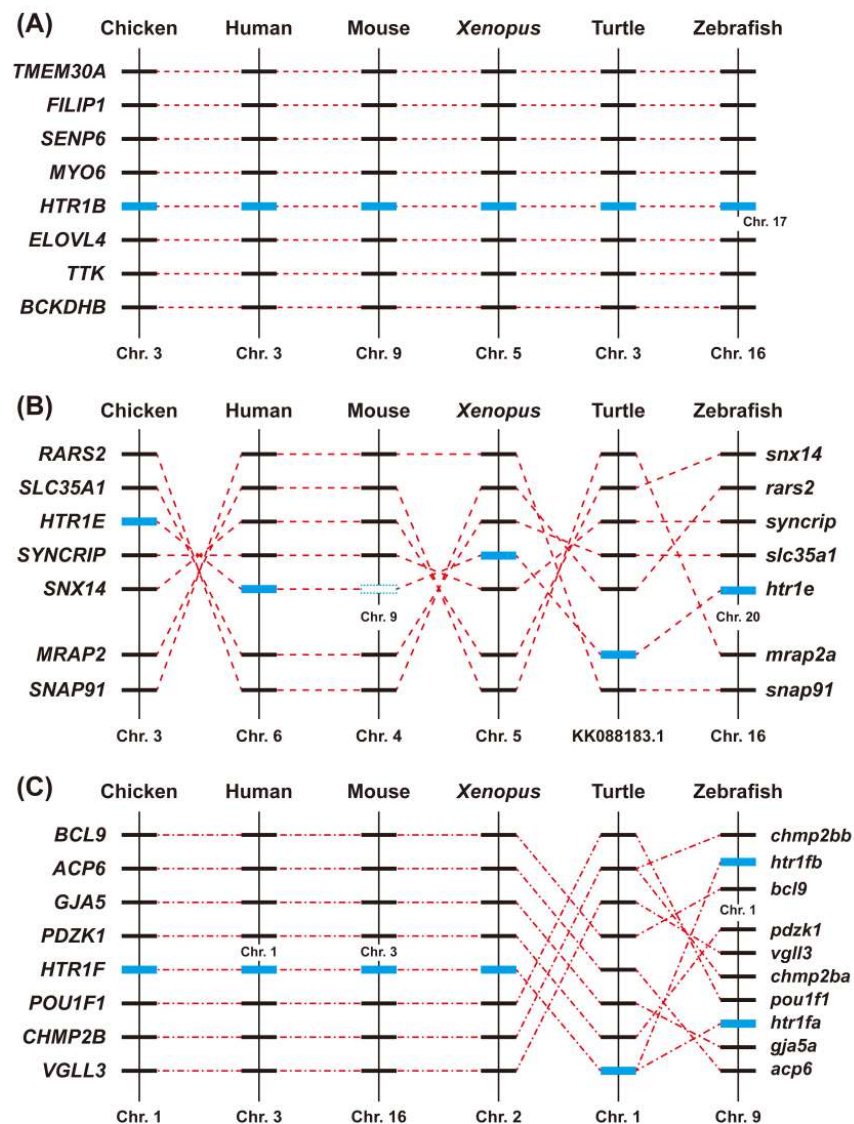 (A)
Chicken Human Mouse Xenopus Turtle Zebrafish
TMEM30A
FILIP1
SENP6
MYO6
HTR1B
Chr. 17
ELOVL4
TTK
BCKDHB
Chr. 3 Chr. 3 Chr. 9 Chr. 5 Chr. 3 Chr. 16
(B)
Chicken Human Mouse Xenopus Turtle Zebrafish
RARS2 snx14
SLC35A1 rars2
HTR1E syncrip
SYNCRIP slc35a1
SNX14 htr1e
Chr. 9 Chr. 20
MRAP2 mrap2a
SNAP91 snap91
Chr. 3 Chr. 6 Chr. 4 Chr. 5 KK088183.1 Chr. 16
(C)
Chicken Human Mouse Xenopus Turtle Zebrafish
BCL9 chmp2bb
ACP6 htr1fb
GJA5 bcl9
Chr. 1
PDZK1 pdzk1
Chr. 1 Chr. 3 vgll3
HTR1F chmp2ba
POU1F1 pou1f1
htr1fa
CHMP2B gja5a
VGLL3 acp6
Chr. 1 Chr. 3 Chr. 16 Chr. 2 Chr. 1 Chr. 9